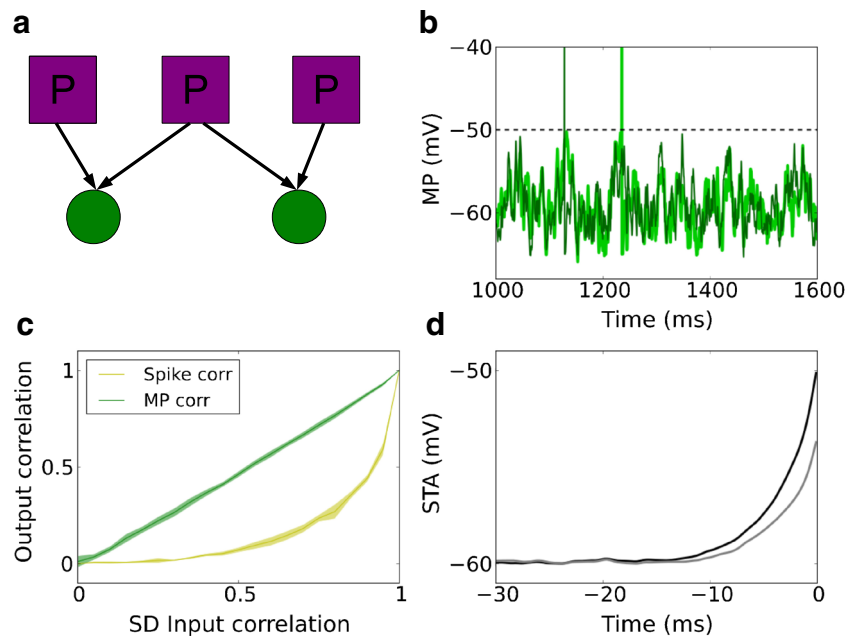 a
P P P
b
−40
−50
−60
MP (mV)
1000 1200 1400 1600
Time (ms)
c
1
0.5
0
Output correlation
Spike corr
MP corr
0 0.5 1
SD Input correlation
d
−50
−60
STA (mV)
−30 −20 −10 0
Time (ms)